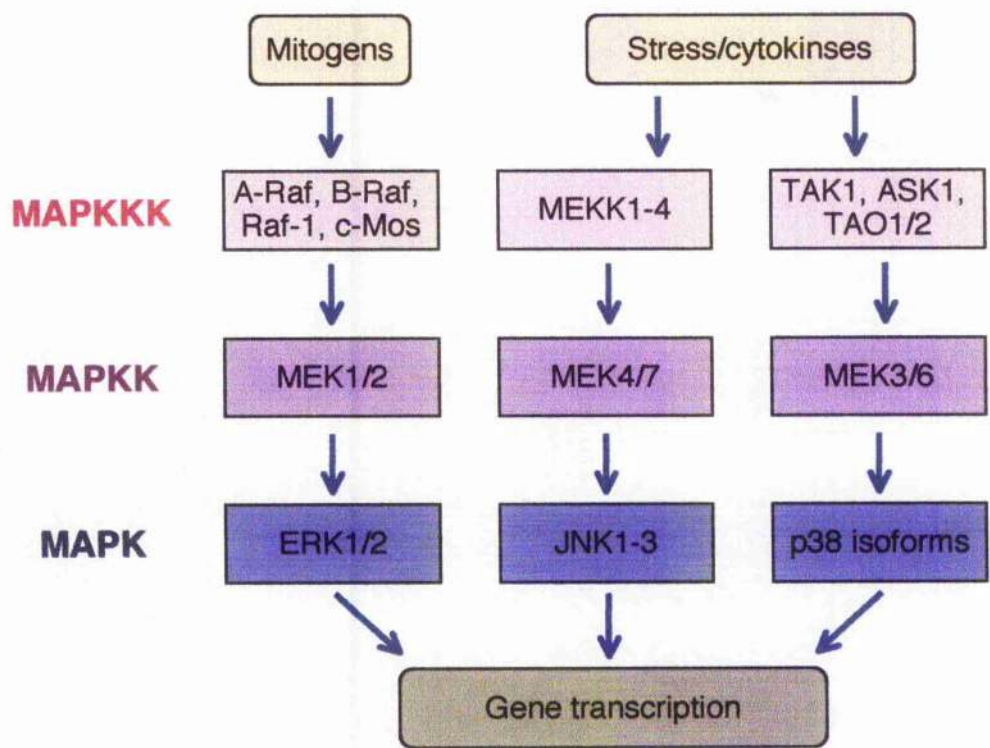 Mitogens
Stress/cytokinses
MAPKKK
A-Raf, B-Raf,
Raf-1, c-Mos
MEKK1-4
TAK1, ASK1,
TAO1/2
MAPKK
MEK1/2
MEK4/7
MEK3/6
MAPK
ERK1/2
JNK1-3
p38 isoforms
Gene transcription